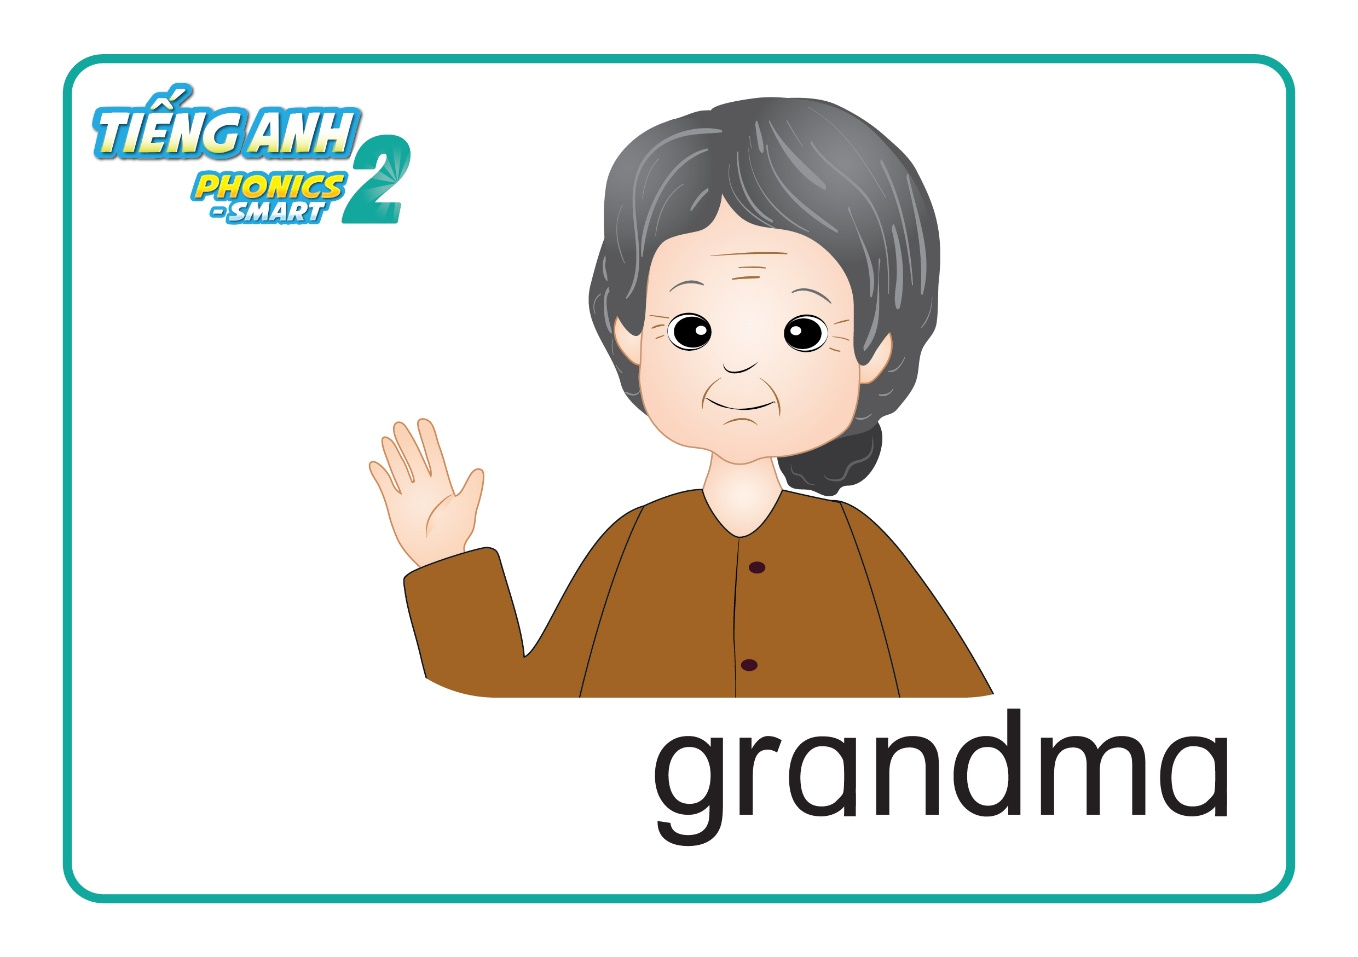 TIẾNG ANH
PHONICS 2
-SMART
grandma